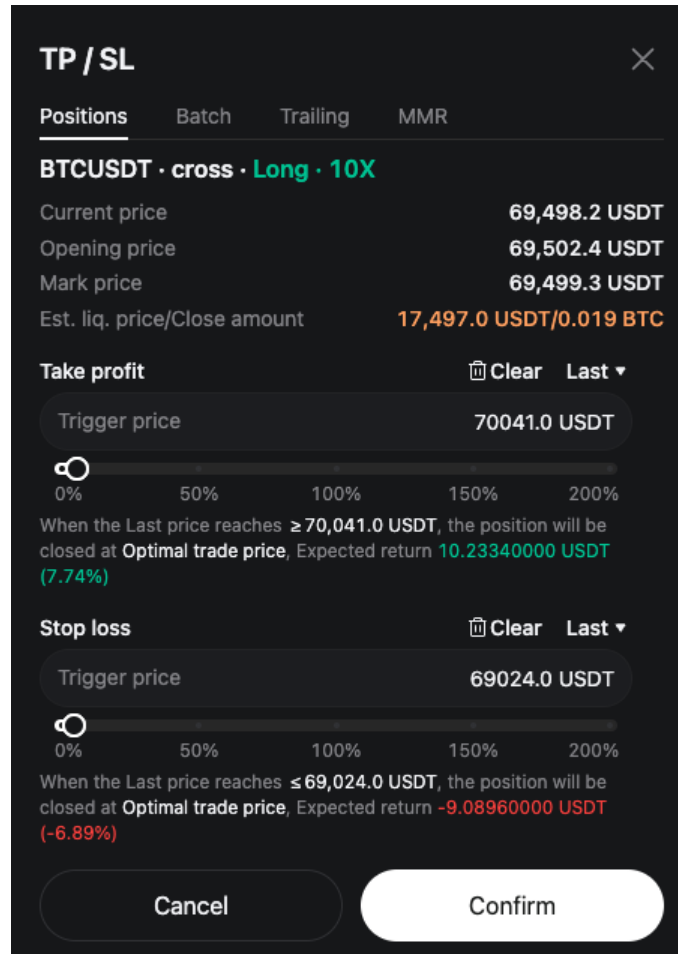 TP / SL
Positions Batch Trailing MMR
BTCUSDT · cross · Long · 10X
Current price 69,498.2 USDT
Opening price 69,502.4 USDT
Mark price 69,499.3 USDT
Est. liq. price/Close amount 17,497.0 USDT/0.019 BTC
Take profit Clear Last
Trigger price 70041.0 USDT
0% 50% 100% 150% 200%
When the Last price reaches ≥ 70,041.0 USDT, the position will be
closed at Optimal trade price, Expected return 10.23340000 USDT
(7.74%)
Stop loss Clear Last
Trigger price 69024.0 USDT
0% 50% 100% 150% 200%
When the Last price reaches ≤ 69,024.0 USDT, the position will be
closed at Optimal trade price, Expected return -9.08960000 USDT
(-6.89%)
Cancel Confirm